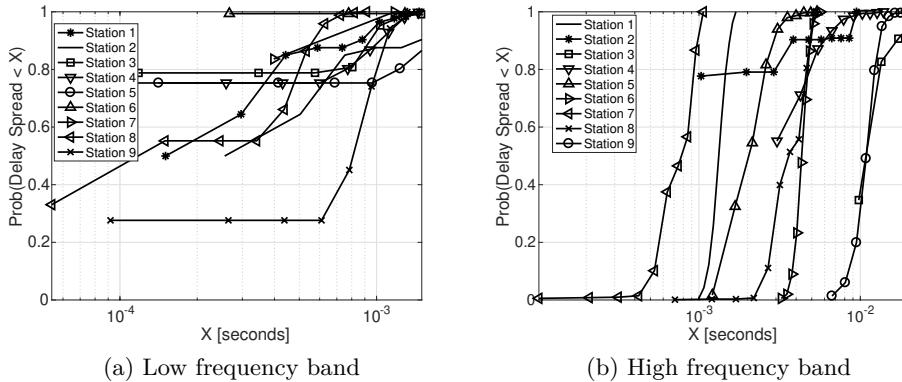 1
0.8
0.6
0.4
0.2
0
Prob(Delay Spread < X)
Station 1
Station 2
Station 3
Station 4
Station 5
Station 6
Station 7
Station 8
Station 9
10^-4
10^-3
X [seconds]
(a) Low frequency band
1
0.8
0.6
0.4
0.2
0
Prob(Delay Spread < X)
Station 1
Station 2
Station 3
Station 4
Station 5
Station 6
Station 7
Station 8
Station 9
10^-3
10^-2
X [seconds]
(b) High frequency band